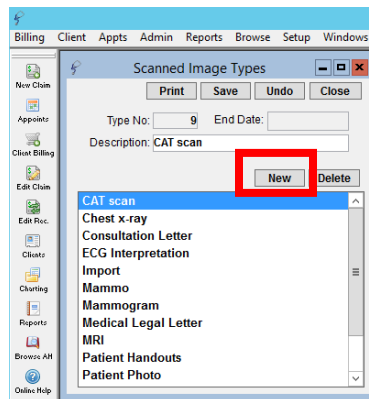 Billing Client Appts Admin Reports Browse Setup Windows
Scanned Image Types
Print Save Undo Close
Type No: 9 End Date:
Description: CAT scan
New Delete
CAT scan
Chest x-ray
Consultation Letter
ECG Interpretation
Import
Mammo
Mammogram
Medical Legal Letter
MRI
Patient Handouts
Patient Photo
New Claim
Appoints
Client Billing
Edit Claim
Edit Rec.
Clients
Charting
Reports
Browse AH
Online Help